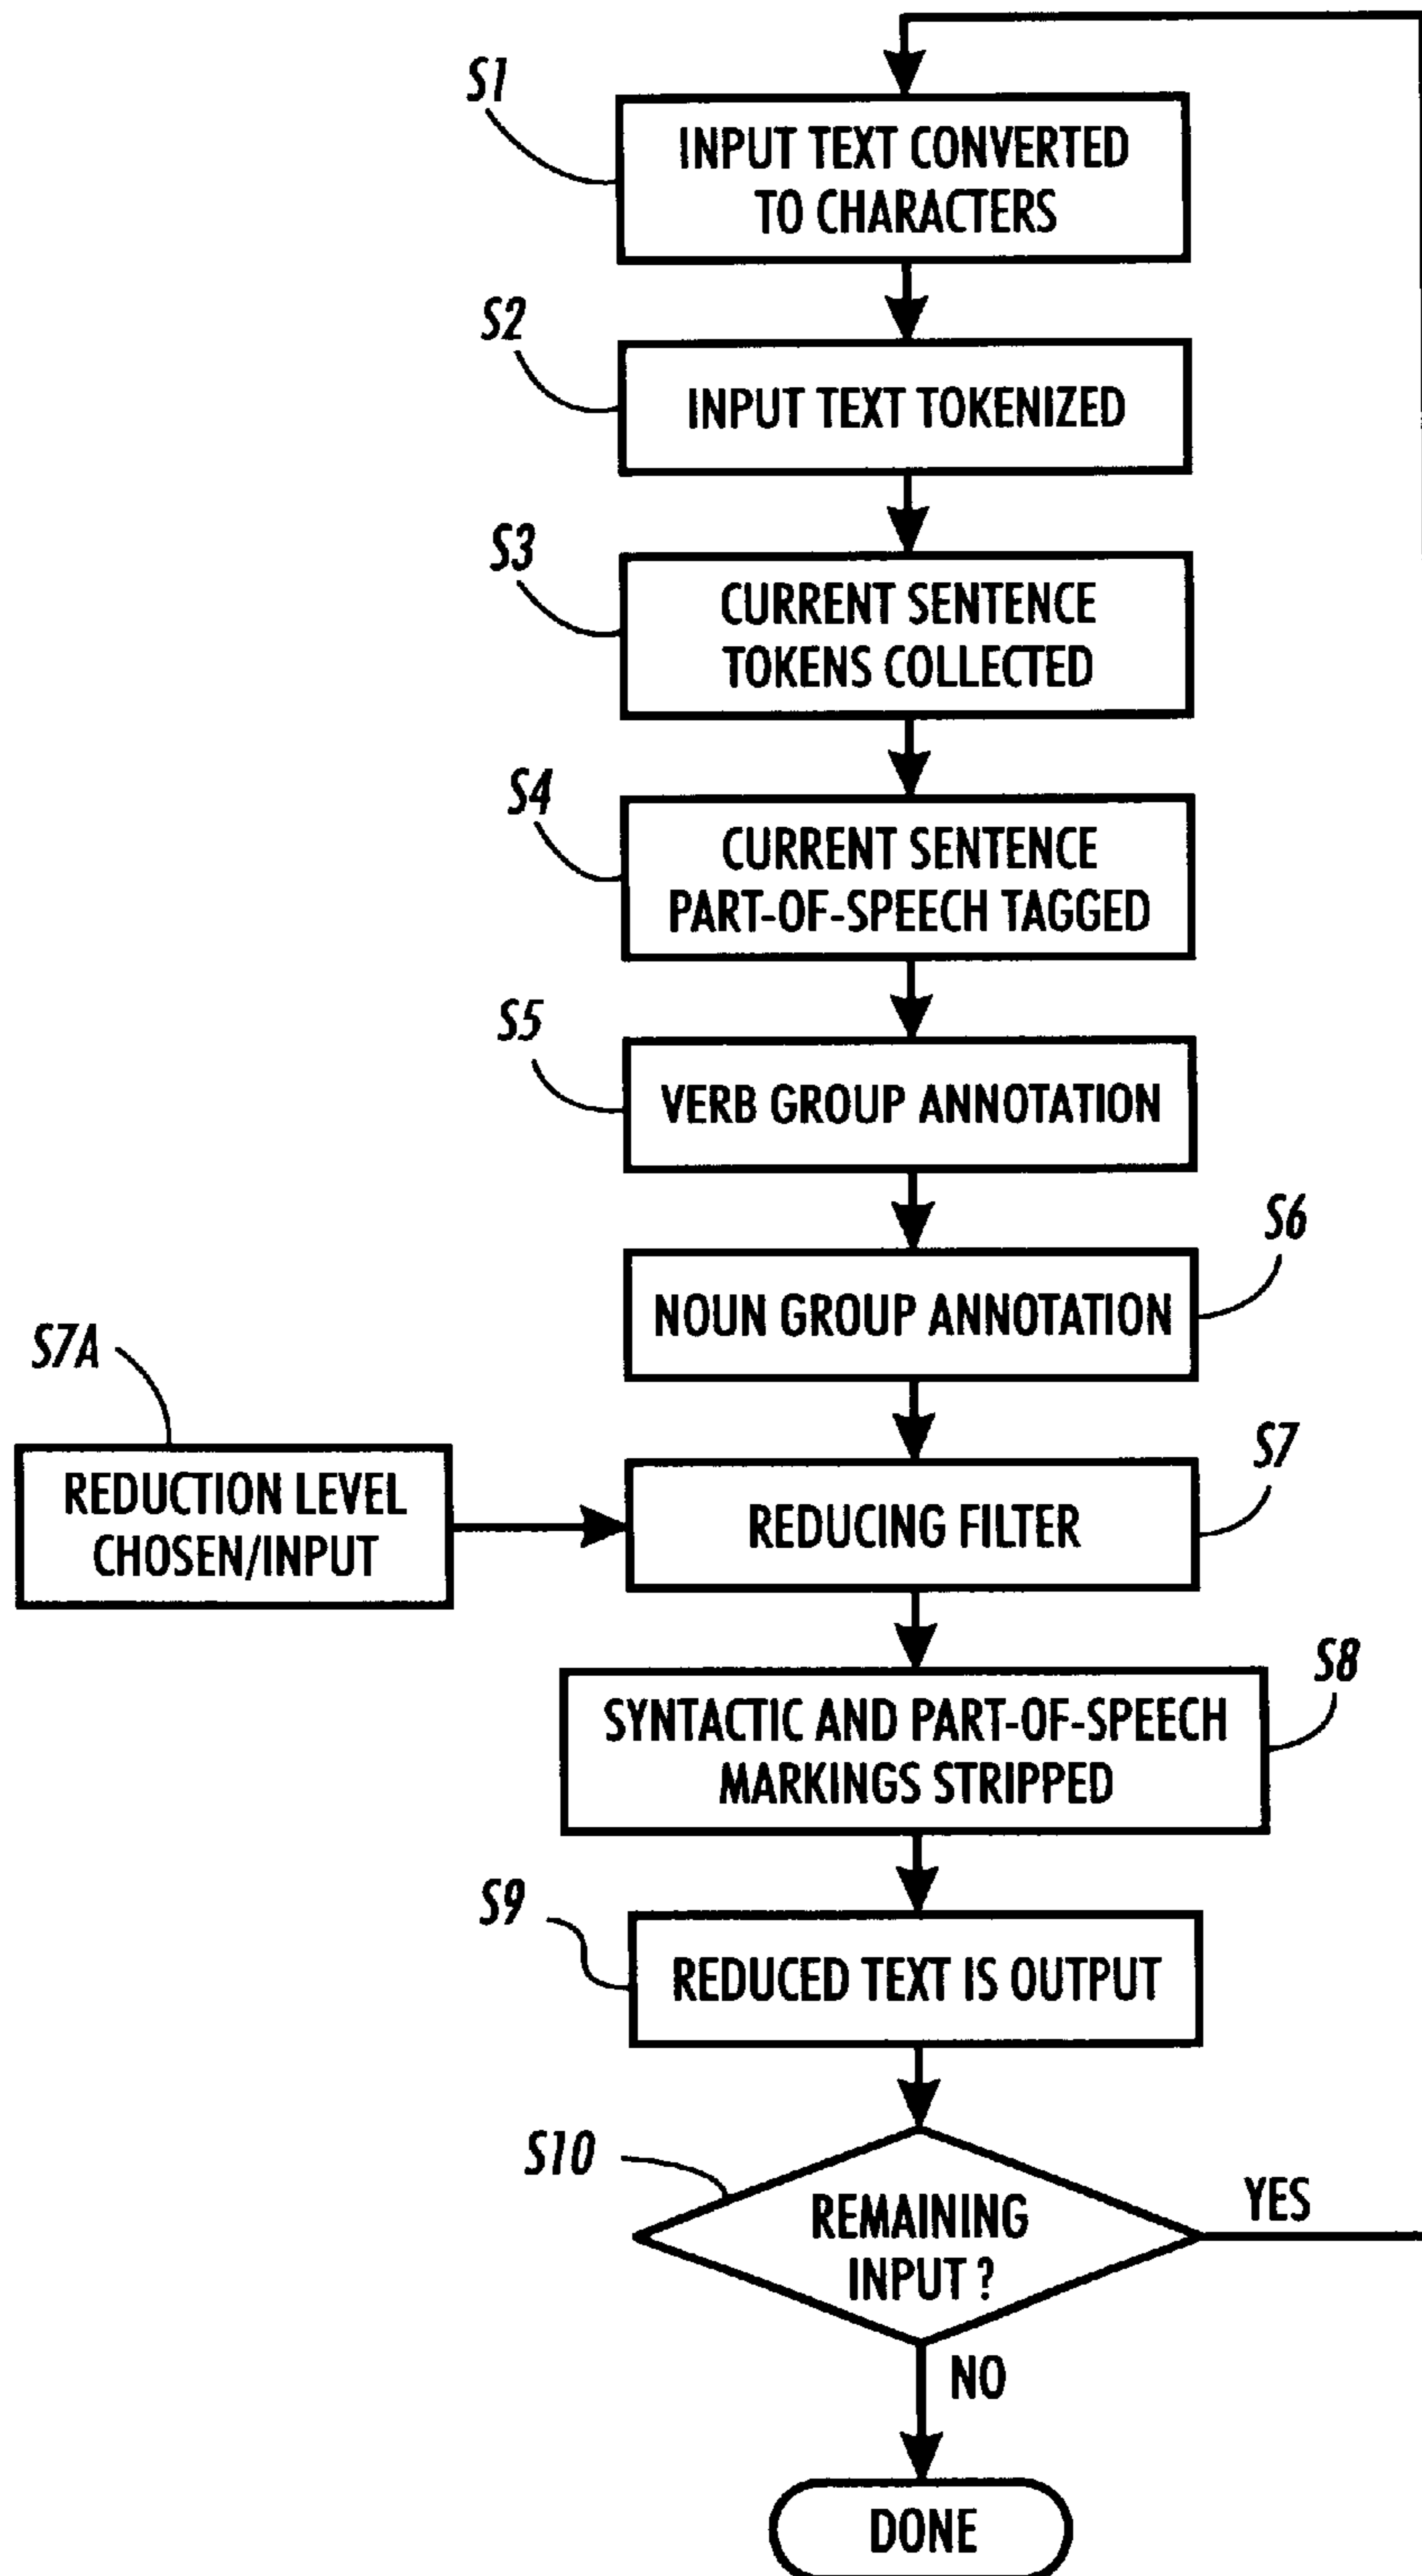 S1
INPUT TEXT CONVERTED
TO CHARACTERS
S2
INPUT TEXT TOKENIZED
S3
CURRENT SENTENCE
TOKENS COLLECTED
S4
CURRENT SENTENCE
PART-OF-SPEECH TAGGED
S5
VERB GROUP ANNOTATION
S6
NOUN GROUP ANNOTATION
S7A
REDUCTION LEVEL
CHOSEN/INPUT
S7
REDUCING FILTER
S8
SYNTACTIC AND PART-OF-SPEECH
MARKINGS STRIPPED
S9
REDUCED TEXT IS OUTPUT
S10
REMAINING
INPUT ?
YES
NO
DONE